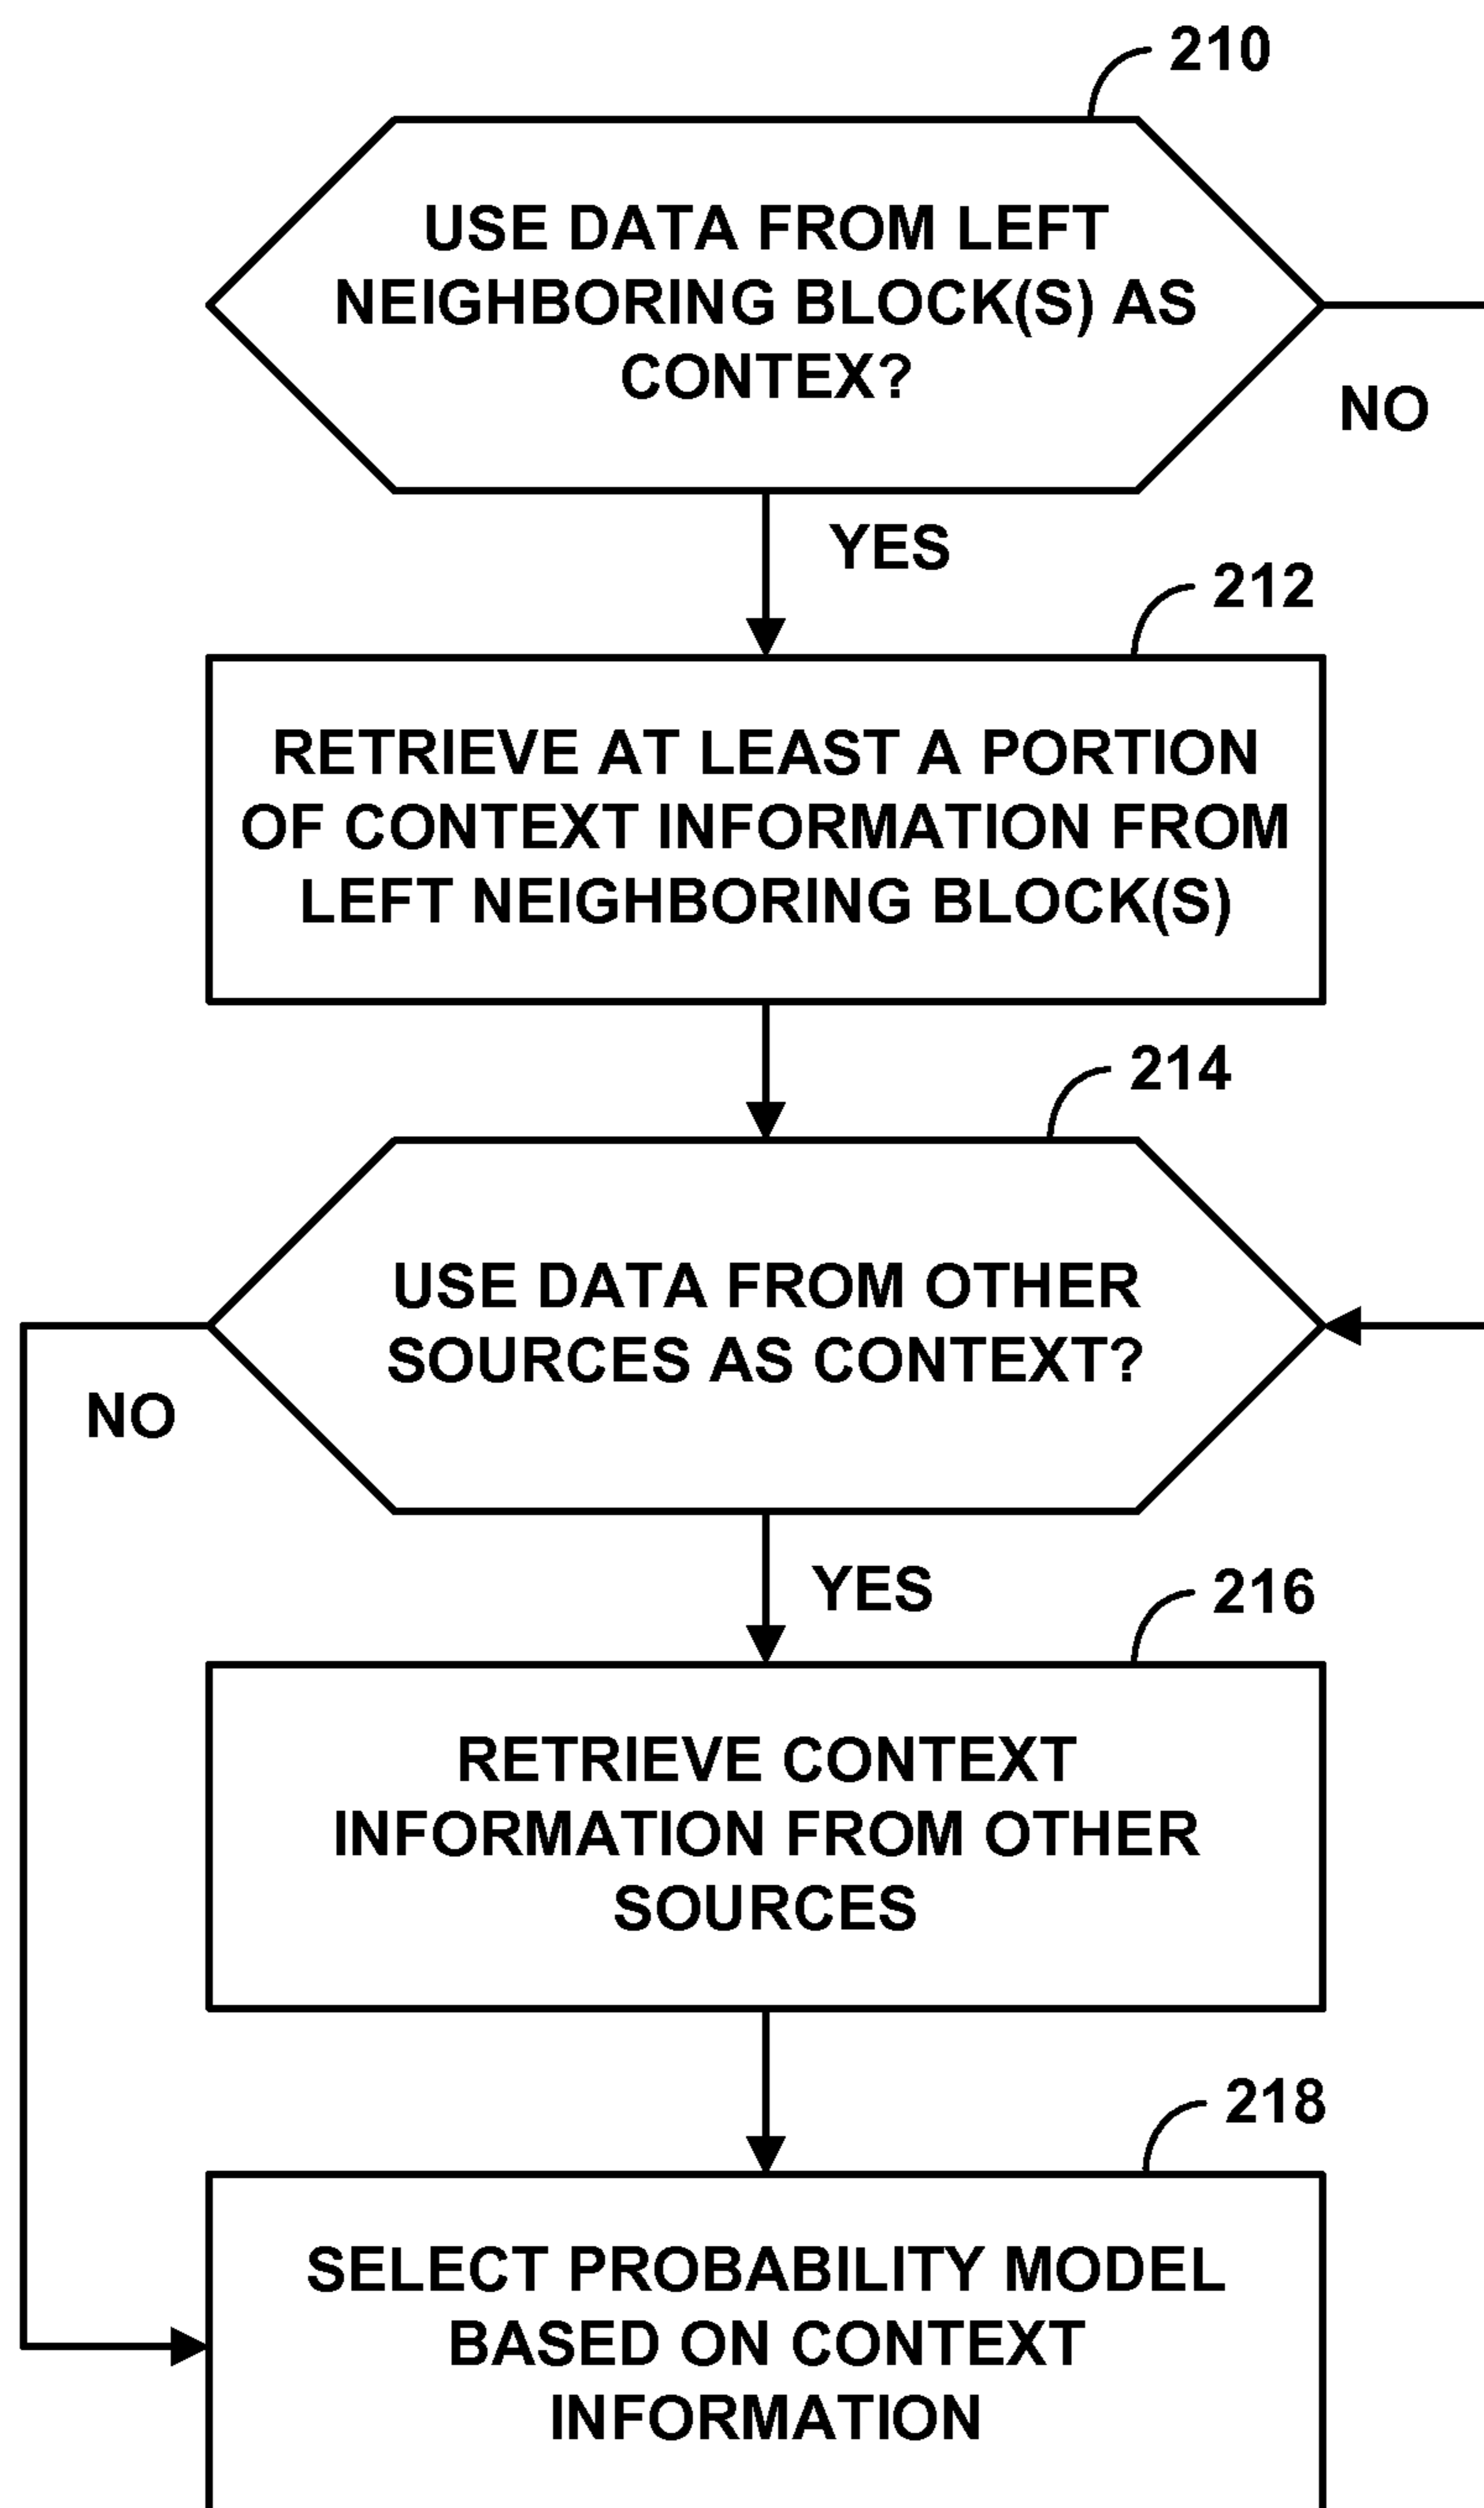 210
USE DATA FROM LEFT
NEIGHBORING BLOCK(S) AS
CONTEX?
NO
YES
212
RETRIEVE AT LEAST A PORTION
OF CONTEXT INFORMATION FROM
LEFT NEIGHBORING BLOCK(S)
214
USE DATA FROM OTHER
SOURCES AS CONTEXT?
NO
YES
216
RETRIEVE CONTEXT
INFORMATION FROM OTHER
SOURCES
218
SELECT PROBABILITY MODEL
BASED ON CONTEXT
INFORMATION